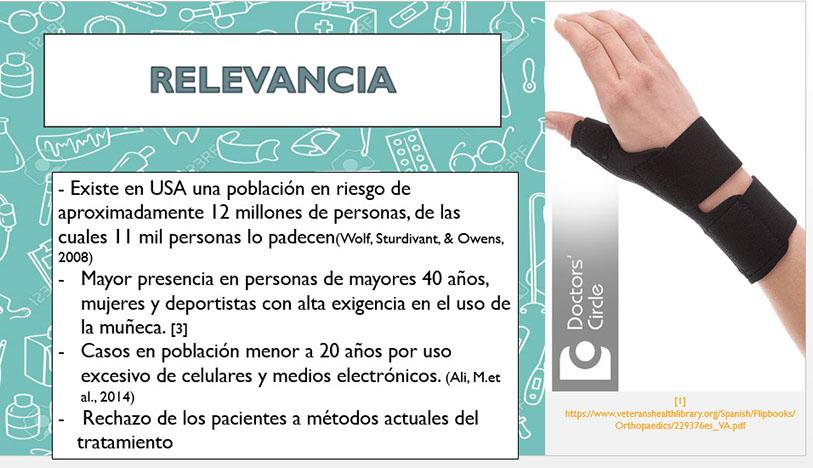 RELEVANCIA
- Existe en USA una población en riesgo de
aproximadamente 12 millones de personas, de las
cuales 11 mil personas lo padecen(Wolf, Sturdivant, & Owens,
2008)
- Mayor presencia en personas de mayores 40 años,
mujeres y deportistas con alta exigencia en el uso de
la muñeca. [3]
- Casos en población menor a 20 años por uso
excesivo de celulares y medios electrónicos. (Ali, M.et
al., 2014)
- Rechazo de los pacientes a métodos actuales del
tratamiento
Doctors'
Circle
[1]
https://www.veteranshealthlibrary.org/Spanish/Flipbooks/
Orthopaedics/229376es_VA.pdf